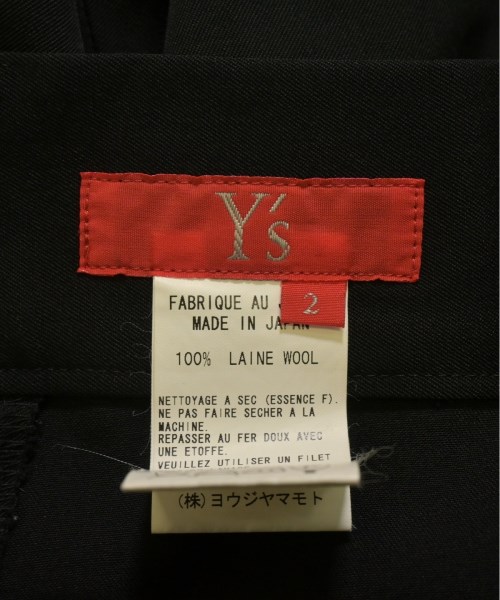 Y's
2
FABRIQUE AU
MADE IN JAPAN
100% LAINE WOOL
NETTOYAGE A SEC (ESSENCE F).
NE PAS FAIRE SECHER A LA
MACHINE.
REPASSER AU FER DOUX AVEC
UNE ETOFFE.
VEUILLEZ UTILISER UN FILET
(株)ヨウジヤマモト